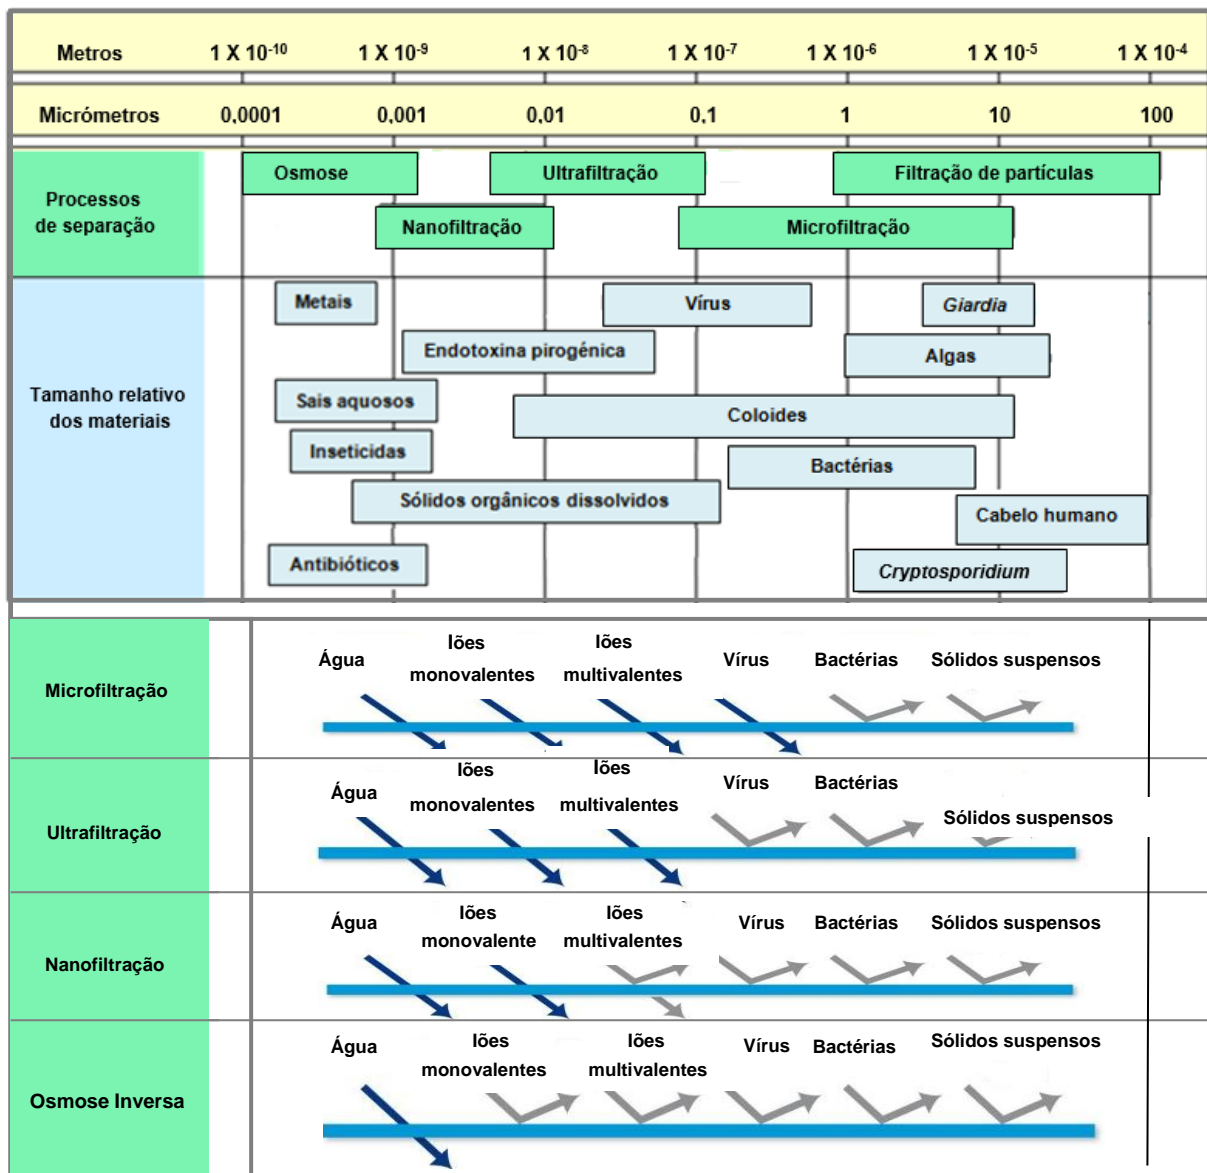 Metros 1 X 10-10 1 X 10-9 1 X 10-8 1 X 10-7 1 X 10-6 1 X 10-5 1 X 10-4
Micrómetros 0,0001 0,001 0,01 0,1 1 10 100
Processos
de separação
Osmose Ultrafiltração Filtração de partículas
Nanofiltração Microfiltração
Tamanho relativo
dos materiais
Metais Vírus Giardia
Endotoxina pirogénica Algas
Sais aquosos Coloides
Inseticidas Bactérias
Sólidos orgânicos dissolvidos Cabelo humano
Antibióticos Cryptosporidium
Microfiltração
Água Iões
monovalentes Iões
multivalentes Vírus Bactérias Sólidos suspensos
Ultrafiltração
Água Iões
monovalentes Iões
multivalentes Vírus Bactérias Sólidos suspensos
Nanofiltração
Água Iões
monovalente Iões
multivalentes Vírus Bactérias Sólidos suspensos
Osmose Inversa
Água Iões
monovalentes Iões
multivalentes Vírus Bactérias Sólidos suspensos